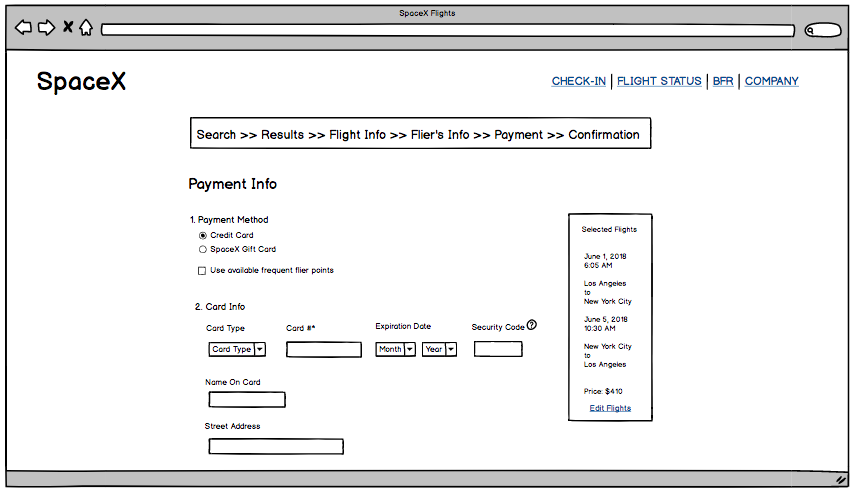 SpaceX Flights
X
SpaceX
CHECK-IN | FLIGHT STATUS | BFR | COMPANY
Search >> Results >> Flight Info >> Flier's Info >> Payment >> Confirmation
Payment Info
1. Payment Method
Credit Card
SpaceX Gift Card
Use available frequent flier points
2. Card Info
Card Type
Card #*
Expiration Date
Security Code ?
Card Type
Month
Year
Name On Card
Street Address
Selected Flights
June 1, 2018
6:05 AM
Los Angeles
to
New York City
June 5, 2018
10:30 AM
New York City
to
Los Angeles
Price: $410
Edit Flights